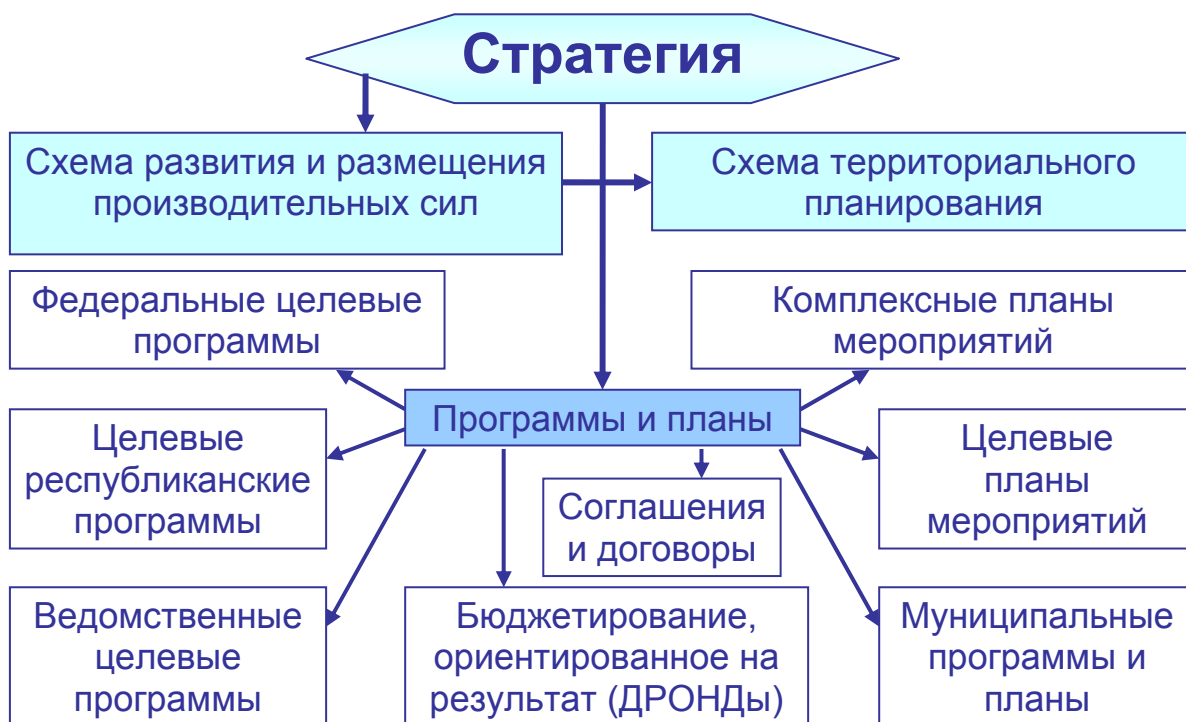 Стратегия
Схема развития и размещения
производительных сил
Схема территориального
планирования
Федеральные целевые
программы
Комплексные планы
мероприятий
Программы и планы
Целевые
республиканские
программы
Соглашения
и договоры
Целевые
планы
мероприятий
Ведомственные
целевые
программы
Бюджетирование,
ориентированное на
результат (ДРОНДы)
Муниципальные
программы и
планы